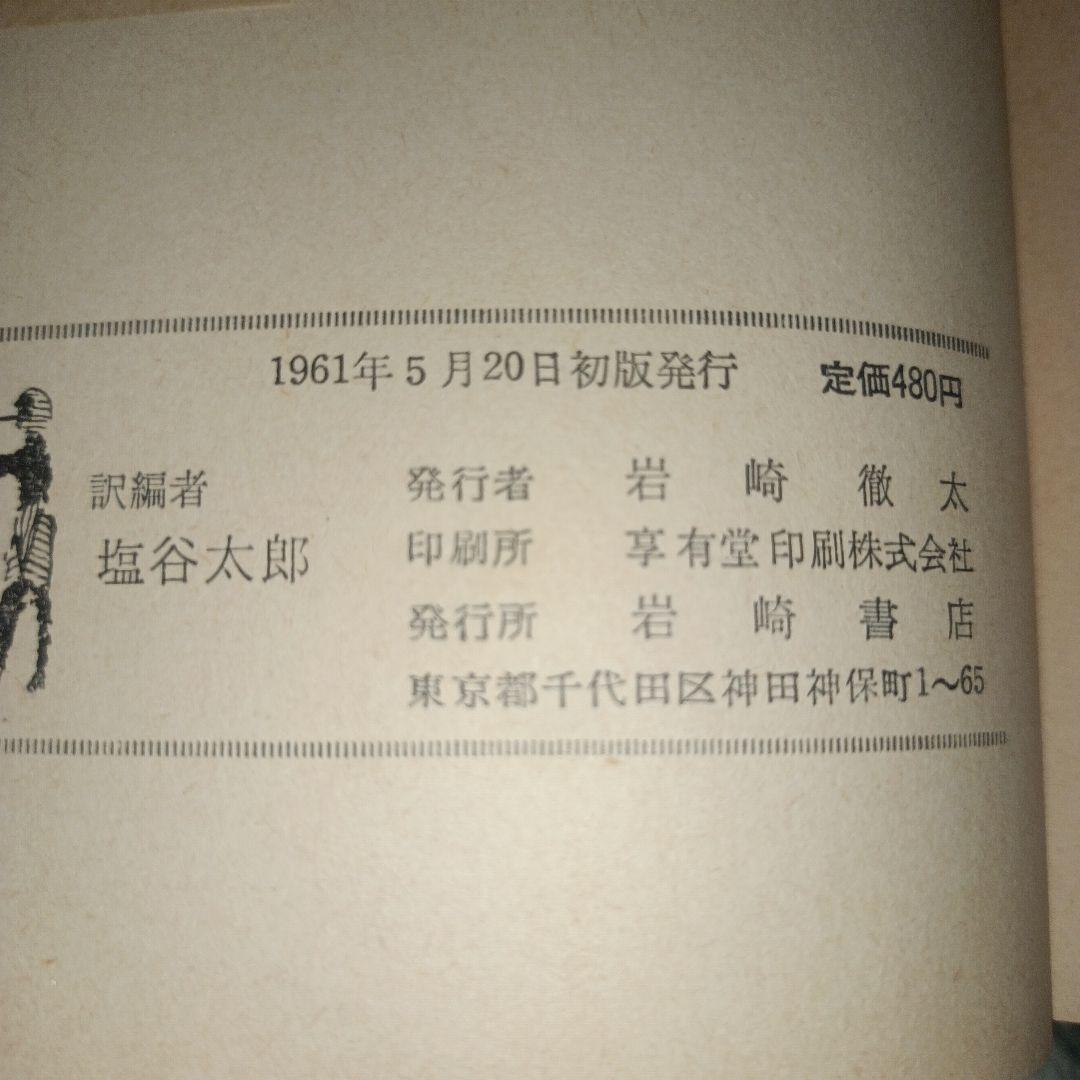 1961年5月20日初版発行 定価480円
訳編者
塩谷太郎
発行者 岩崎徹太
印刷所 享有堂印刷株式会社
発行所 岩崎書店
東京都千代田区神田神保町1〜65